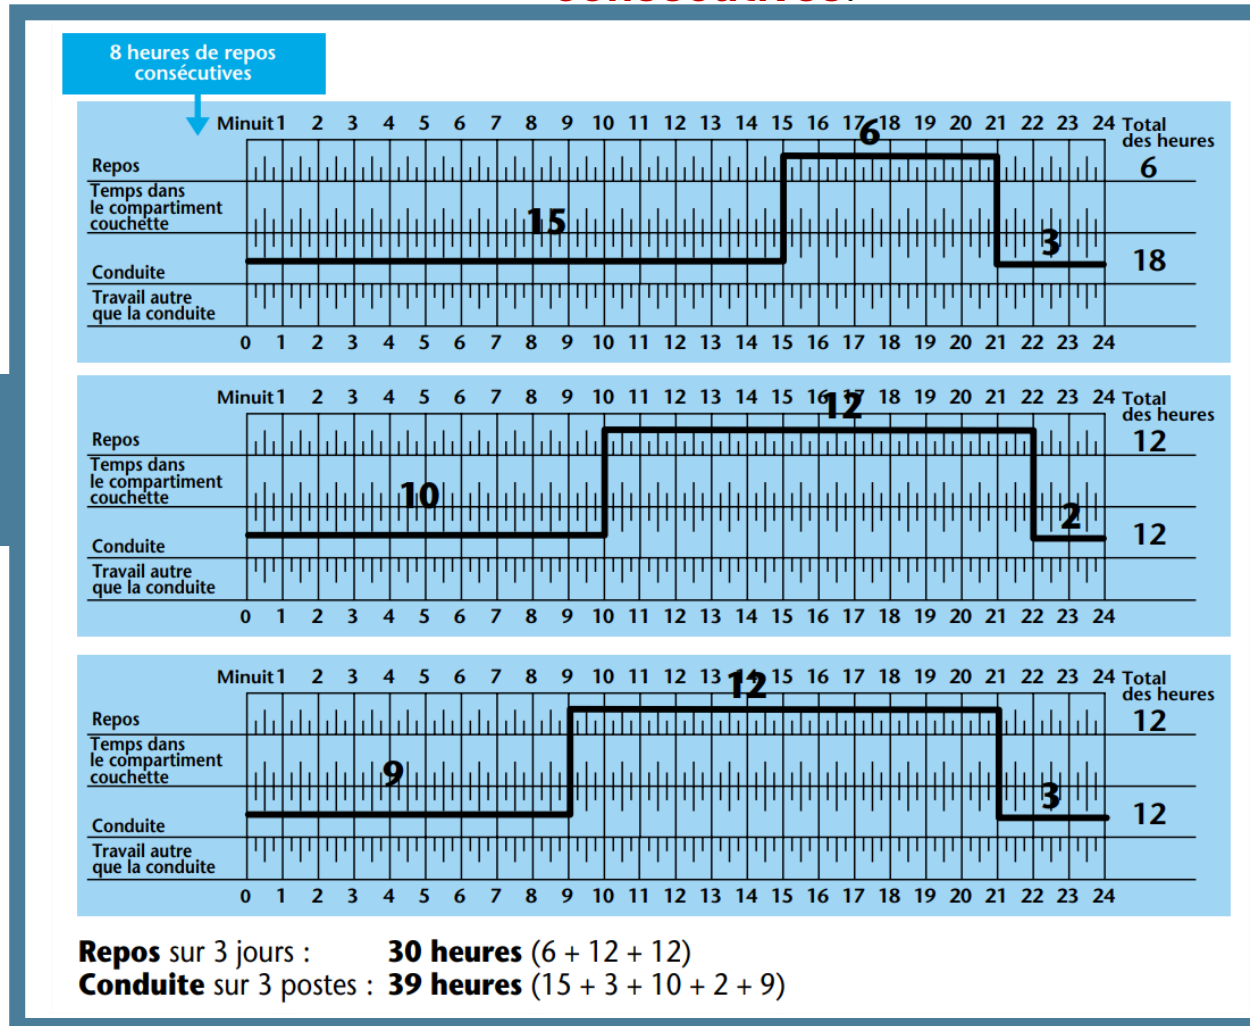 consécutives.
8 heures de repos
consécutives
Minuit 1 2 3 4 5 6 7 8 9 10 11 12 13 14 15 16 17 18 19 20 21 22 23 24 Total
des heures
6
Repos 6
Temps dans
le compartiment
couchette
15
3
Conduite 18
Travail autre
que la conduite
0 1 2 3 4 5 6 7 8 9 10 11 12 13 14 15 16 17 18 19 20 21 22 23 24
Minuit 1 2 3 4 5 6 7 8 9 10 11 12 13 14 15 16 17 18 19 20 21 22 23 24 Total
des heures
12
Repos 12
Temps dans
le compartiment
couchette
10
2
Conduite 12
Travail autre
que la conduite
0 1 2 3 4 5 6 7 8 9 10 11 12 13 14 15 16 17 18 19 20 21 22 23 24
Minuit 1 2 3 4 5 6 7 8 9 10 11 12 13 14 15 16 17 18 19 20 21 22 23 24 Total
des heures
12
Repos 12
Temps dans
le compartiment
couchette
9
3
Conduite 12
Travail autre
que la conduite
0 1 2 3 4 5 6 7 8 9 10 11 12 13 14 15 16 17 18 19 20 21 22 23 24
Repos sur 3 jours : 30 heures (6 + 12 + 12)
Conduite sur 3 postes : 39 heures (15 + 3 + 10 + 2 + 9)